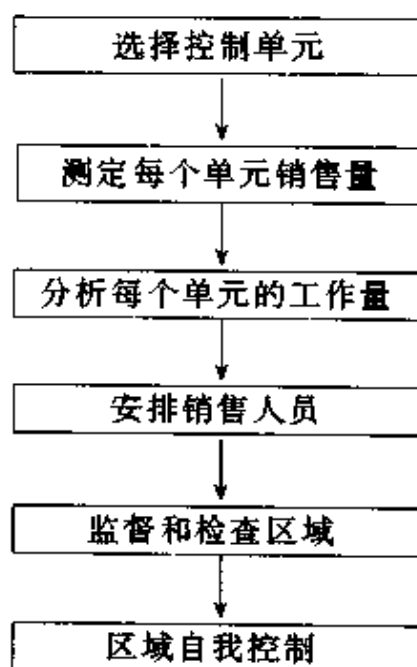 选择控制单元
测定每个单元销售量
分析每个单元的工作量
安排销售人员
监督和检查区域
区域自我控制